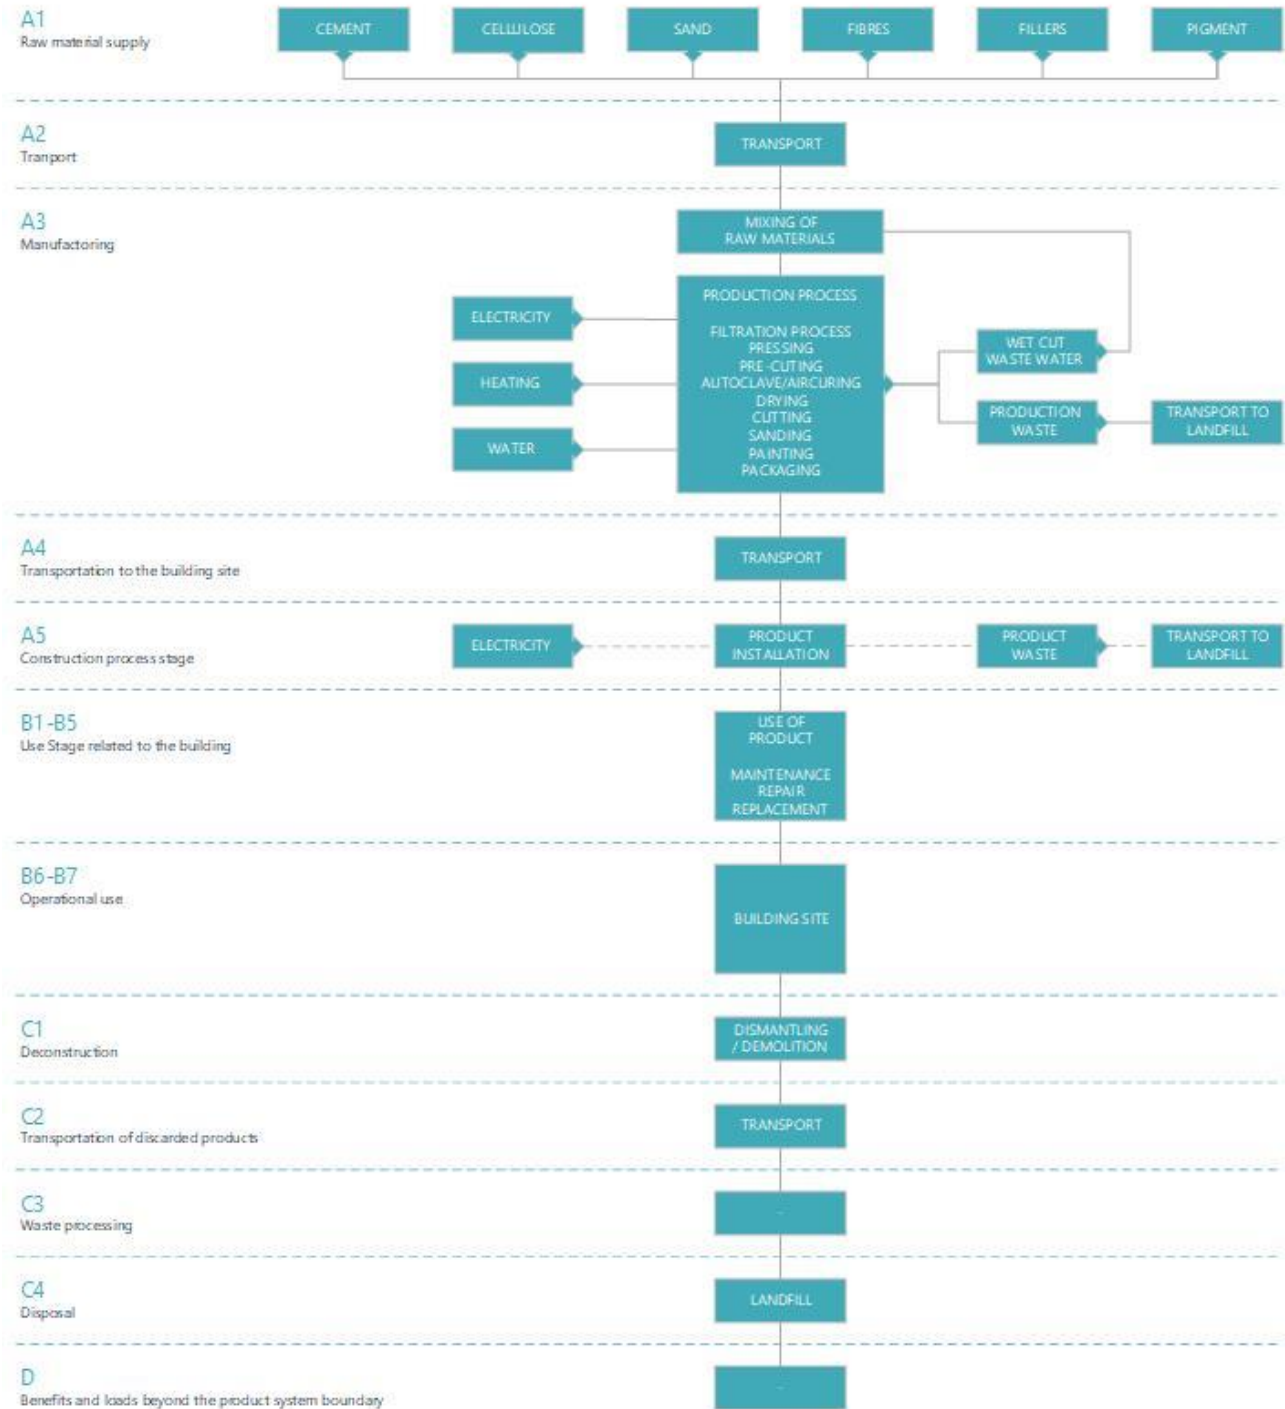 A1
Raw material supply
CEMENT
CELLULOSE
SAND
FIBRES
FILLERS
PIGMENT
A2
Tranport
TRANSPORT
A3
Manufactoring
MIXING OF
RAW MATERIALS
PRODUCTION PROCESS
FILTRATION PROCESS
PRESSING
PRE-CUTING
AUTOCLAVE/AIRCURING
DRYING
CUTTING
SANDING
PAINTING
PACKAGING
ELECTRICITY
HEATING
WATER
WET CUT
WASTE WATER
PRODUCTION
WASTE
TRANSPORT TO
LANDFILL
A4
Transportation to the building site
TRANSPORT
A5
Construction process stage
ELECTRICITY
PRODUCT
INSTALLATION
PRODUCT
WASTE
TRANSPORT TO
LANDFILL
B1-B5
Use Stage related to the building
USE OF
PRODUCT
MAINTENANCE
REPAIR
REPLACEMENT
B6-B7
Operational use
BUILDING SITE
C1
Deconstruction
DISMANTLING
/ DEMOLITION
C2
Transportation of discarded products
TRANSPORT
C3
Waste processing
-
C4
Disposal
LANDFILL
D
Benefits and loads beyond the product system boundary
-